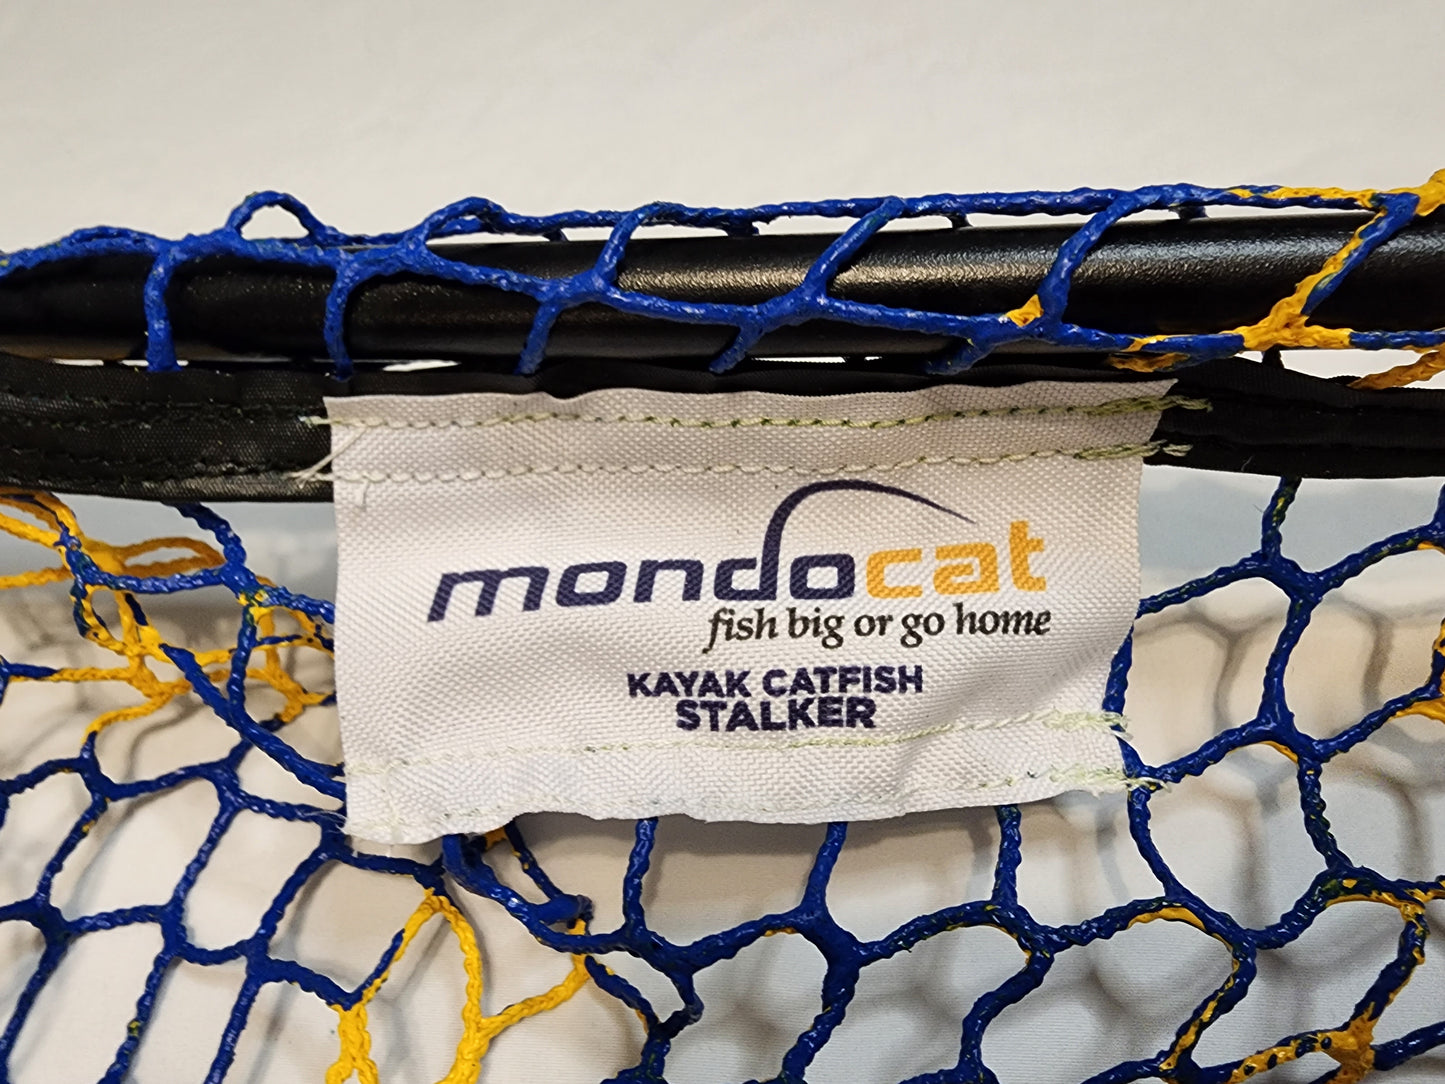 mondocat
fish big or go home
KAYAK CATFISH
STALKER